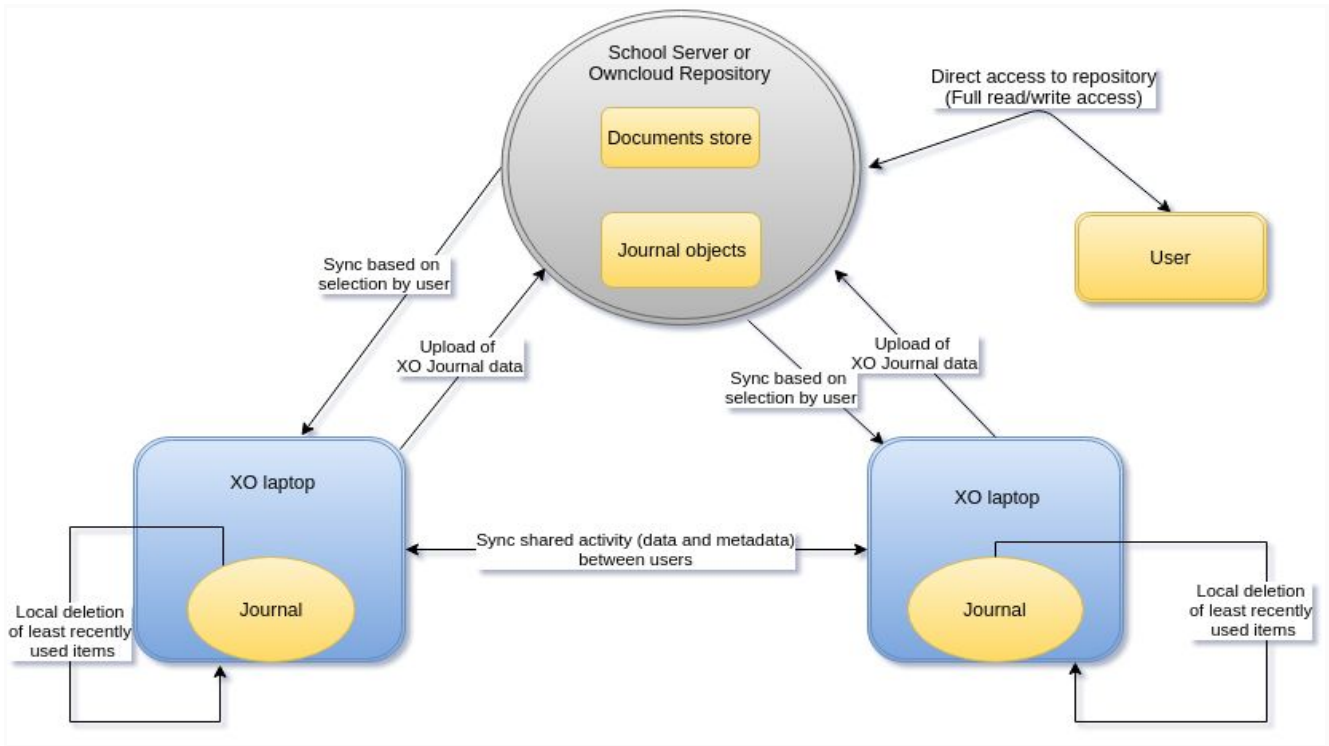 School Server or
Owncloud Repository
Documents store
Journal objects
Direct access to repository
(Full read/write access)
User
Sync based on
selection by user
Upload of
XO Journal data
Upload of
XO Journal data
Sync based on
selection by user
XO laptop
Journal
Local deletion
of least recently
used items
Sync shared activity (data and metadata)
between users
XO laptop
Journal
Local deletion
of least recently
used items